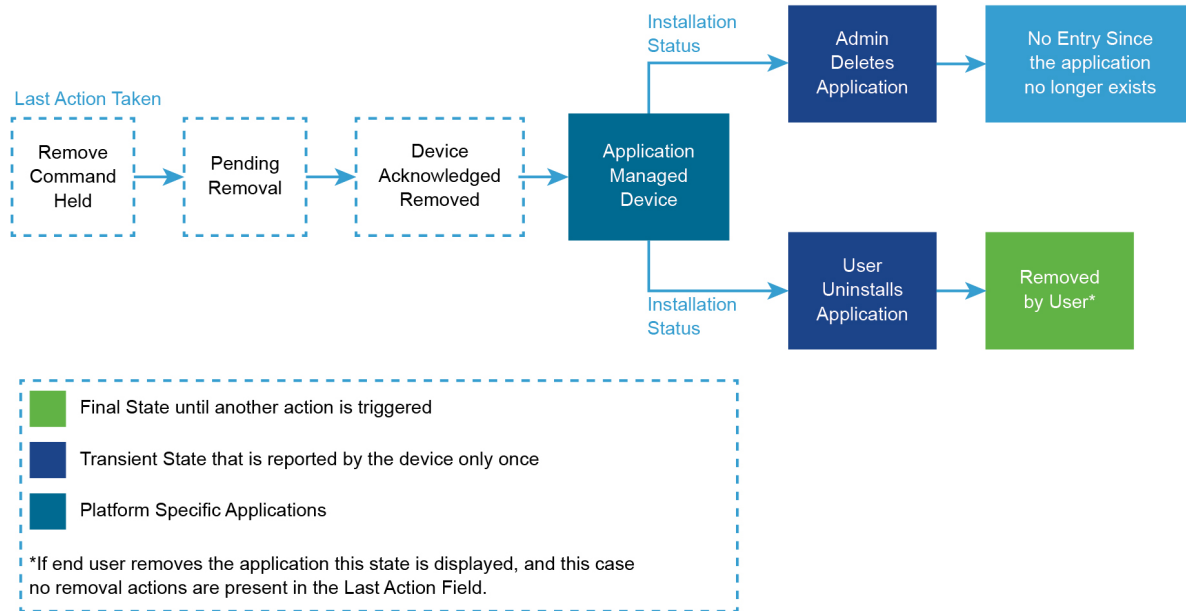 Last Action Taken
Remove
Command
Held
Pending
Removal
Device
Acknowledged
Removed
Application
Managed
Device
Installation
Status
Admin
Deletes
Application
No Entry Since
the application
no longer exists
Installation
Status
User
Uninstalls
Application
Removed
by User*
Final State until another action is triggered
Transient State that is reported by the device only once
Platform Specific Applications
*If end user removes the application this state is displayed, and this case
no removal actions are present in the Last Action Field.